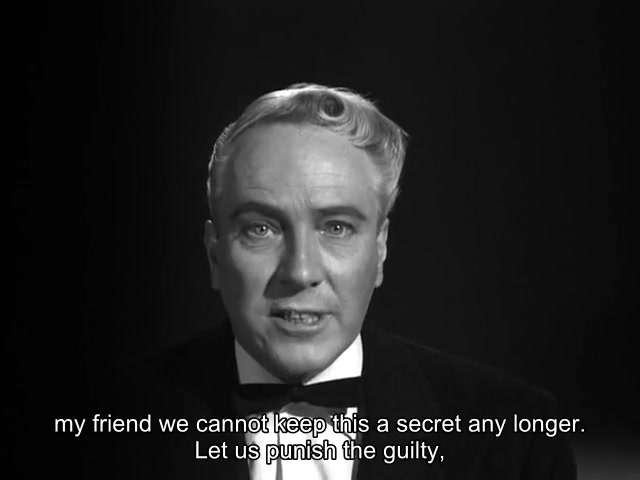 my friend we cannot keep this a secret any longer.
Let us punish the guilty,